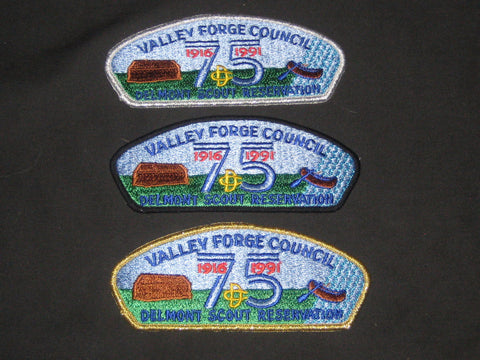 VALLEY FORGE COUNCIL
1916 75 1991
DELMONT SCOUT RESERVATION
VALLEY FORGE COUNCIL
1916 75 1991
DELMONT SCOUT RESERVATION
VALLEY FORGE COUNCIL
1916 75 1991
DELMONT SCOUT RESERVATION